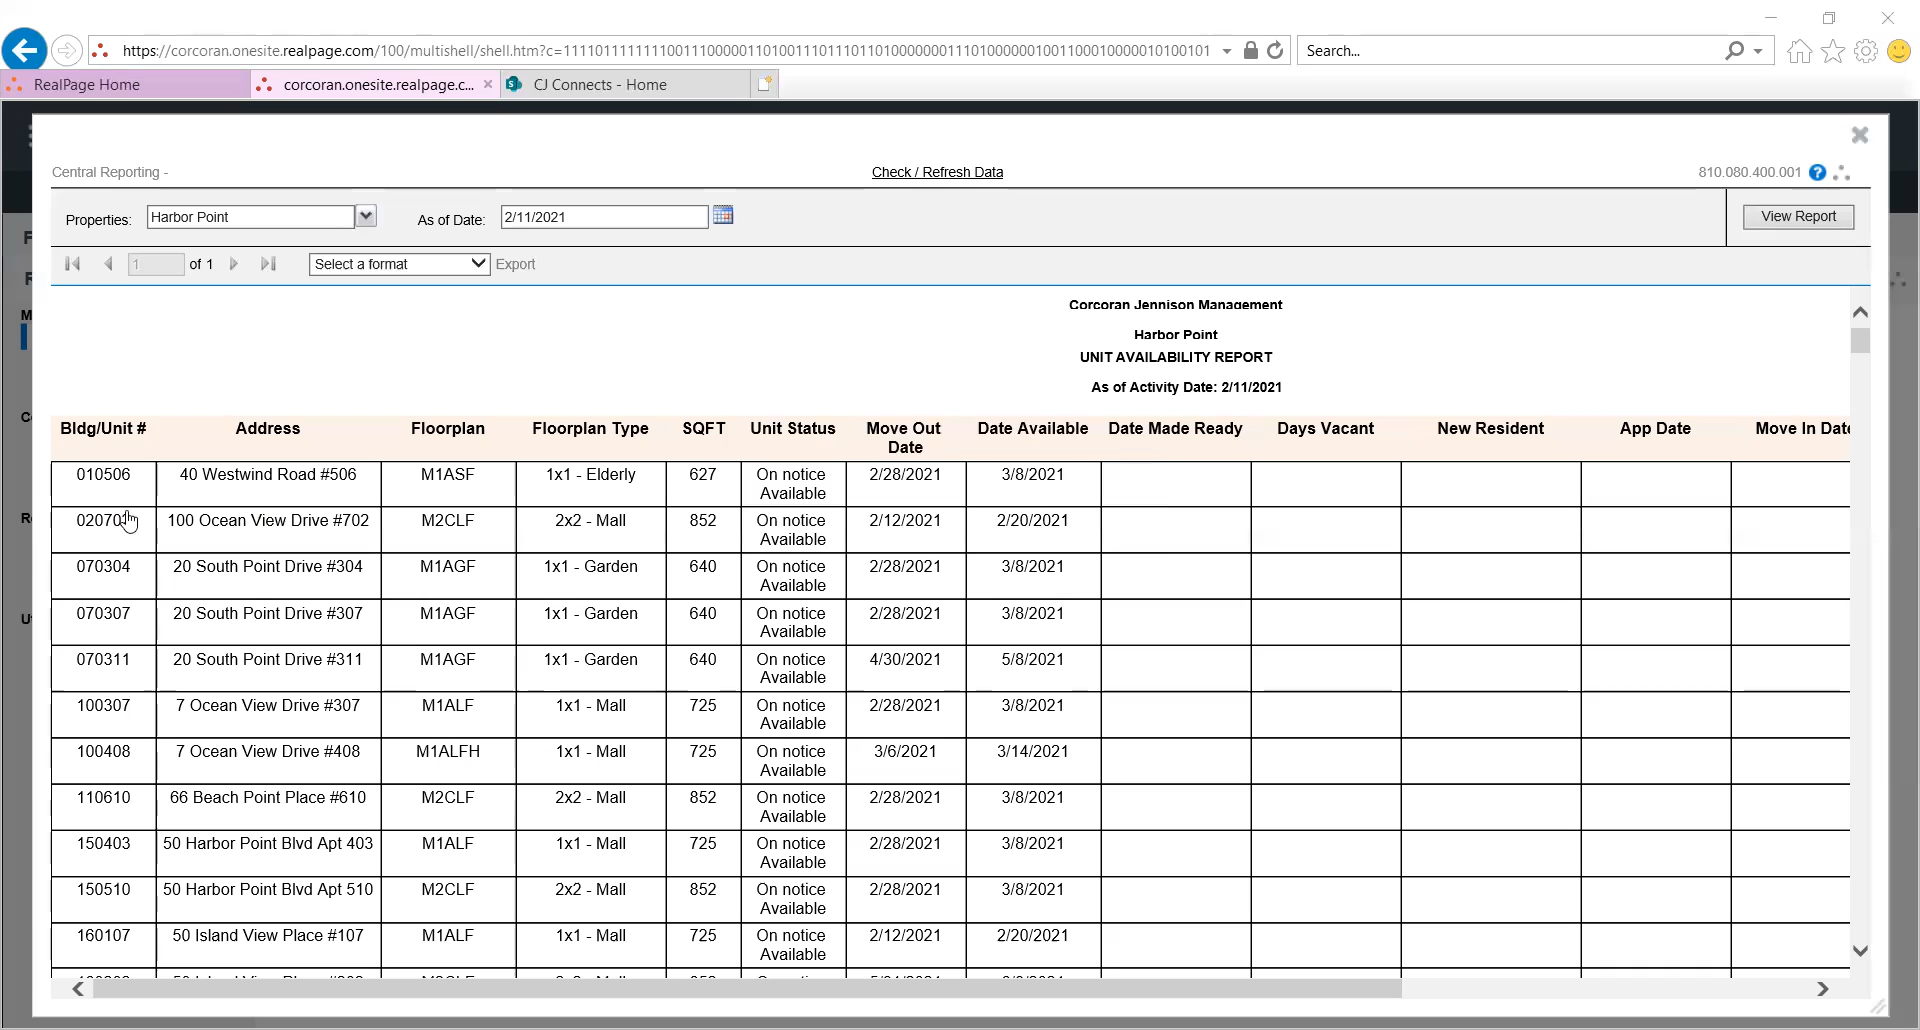 https://corcoran.onesite.realpage.com/100/multishell/shell.htm?c=
Search...
RealPage Home
corcoran.onesite.realpage.c...
CJ Connects - Home
Central Reporting -
Check / Refresh Data
810.080.400.001
Properties: Harbor Point As of Date: 2/11/2021 View Report
1 of 1 Select a format Export
Corcoran Jennison Management
Harbor Point
UNIT AVAILABILITY REPORT
As of Activity Date: 2/11/2021
Bldg/Unit # Address Floorplan Floorplan Type SQFT Unit Status Move Out Date Date Available Date Made Ready Days Vacant New Resident App Date Move In Date
010506 40 Westwind Road #506 M1ASF 1x1 - Elderly 627 On notice Available 2/28/2021 3/8/2021
100 Ocean View Drive #702 M2CLF 2x2 - Mall 852 On notice Available 2/12/2021 2/20/2021
070304 20 South Point Drive #304 M1AGF 1x1 - Garden 640 On notice Available 2/28/2021 3/8/2021
070307 20 South Point Drive #307 M1AGF 1x1 - Garden 640 On notice Available 2/28/2021 3/8/2021
070311 20 South Point Drive #311 M1AGF 1x1 - Garden 640 On notice Available 4/30/2021 5/8/2021
100307 7 Ocean View Drive #307 M1ALF 1x1 - Mall 725 On notice Available 2/28/2021 3/8/2021
100408 7 Ocean View Drive #408 M1ALFH 1x1 - Mall 725 On notice Available 3/6/2021 3/14/2021
110610 66 Beach Point Place #610 M2CLF 2x2 - Mall 852 On notice Available 2/28/2021 3/8/2021
150403 50 Harbor Point Blvd Apt 403 M1ALF 1x1 - Mall 725 On notice Available 2/28/2021 3/8/2021
150510 50 Harbor Point Blvd Apt 510 M2CLF 2x2 - Mall 852 On notice Available 2/28/2021 3/8/2021
160107 50 Island View Place #107 M1ALF 1x1 - Mall 725 On notice Available 2/12/2021 2/20/2021